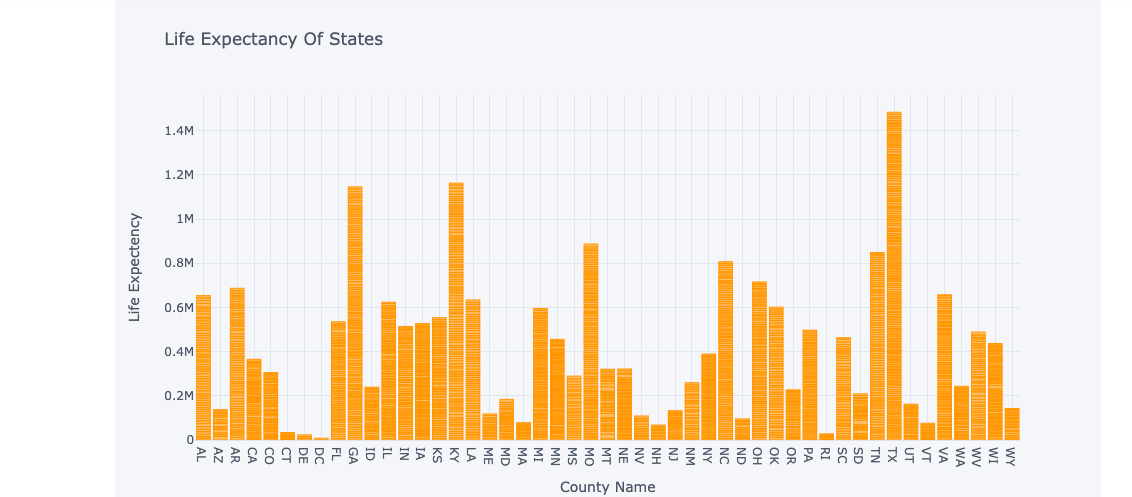 Life Expectancy Of States
1.4M
1.2M
1M
0.8M
0.6M
0.4M
0.2M
0
Life Expectency
AL AZ AR CA CO CT DE DC FL GA ID IL IN IA KS KY LA ME MD MA MI MN MS MO MT NE NV NH NJ NM NY NC ND OH OK OR PA RI SC SD TN TX UT VT VA WA WV WI WY
County Name